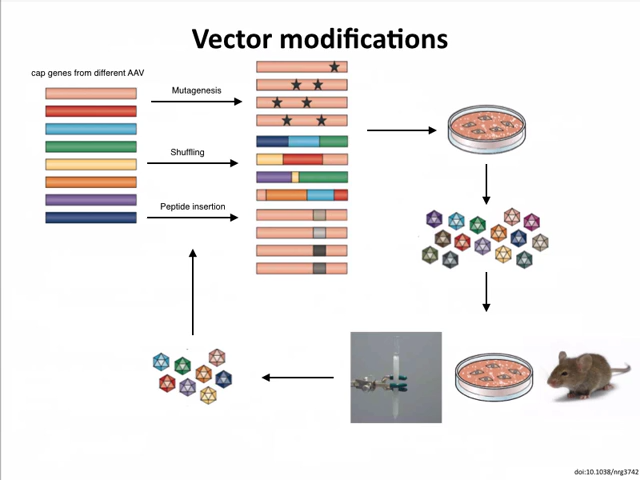 Vector modifications
cap genes from different AAV
Mutagenesis
Shuffling
Peptide insertion
doi:10.1038/nrg3742